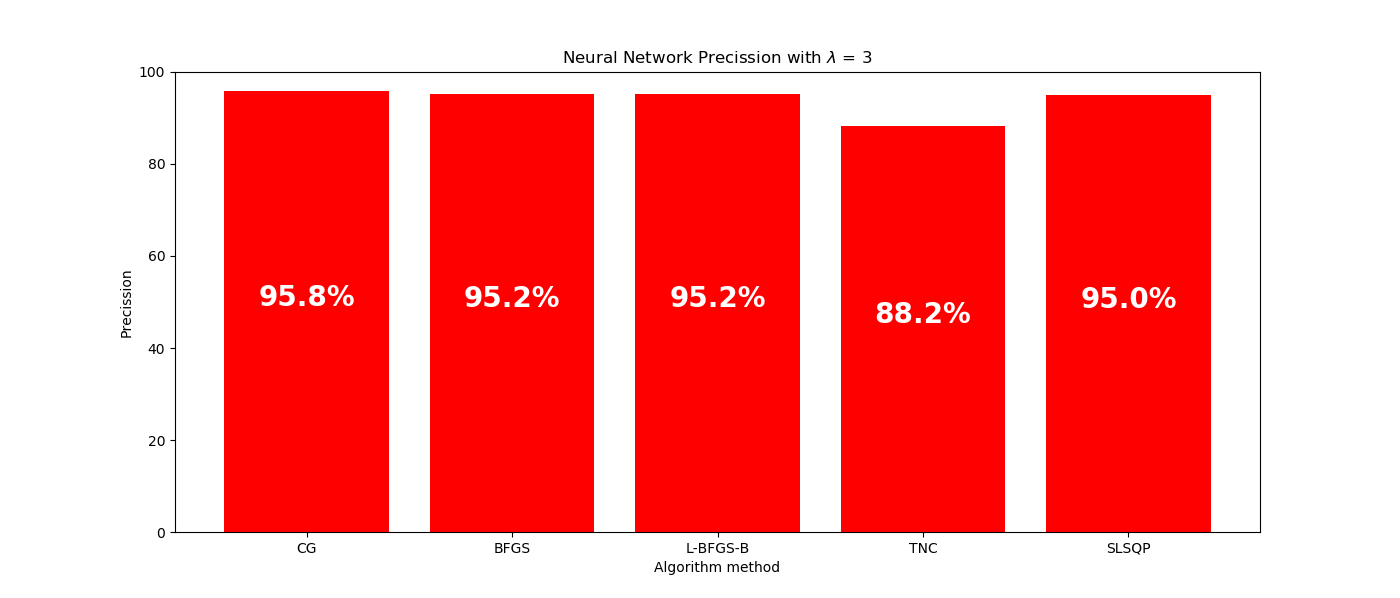 Neural Network Precission with λ = 3
100
80
60
40
20
0
Precission
95.8%
95.2%
95.2%
88.2%
95.0%
CG
BFGS
L-BFGS-B
TNC
SLSQP
Algorithm method